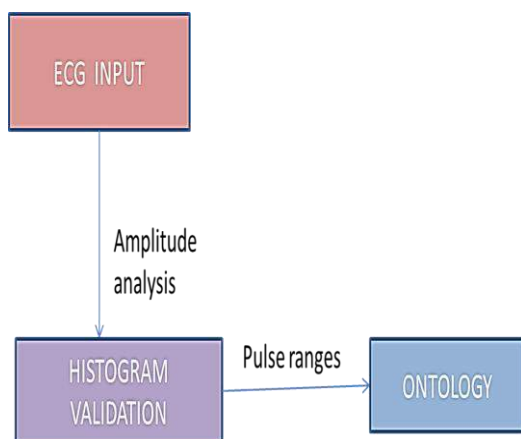 ECG INPUT
Amplitude
analysis
HISTOGRAM
VALIDATION
Pulse ranges
ONTOLOGY